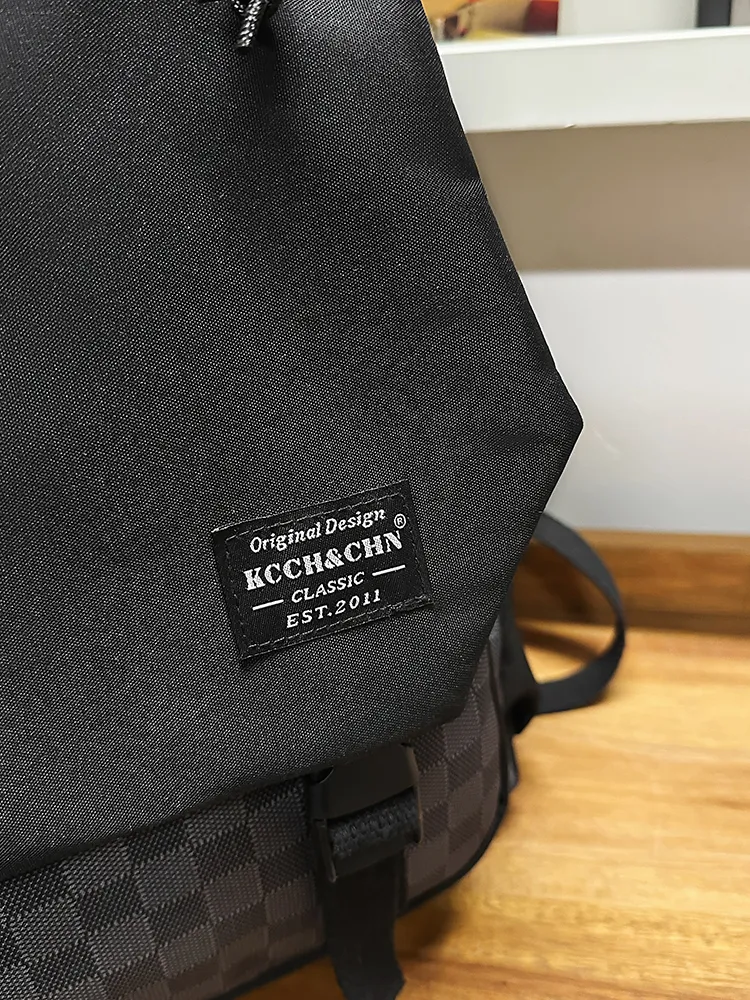 Original Design ®
KCCH&CHN
CLASSIC
EST.2011